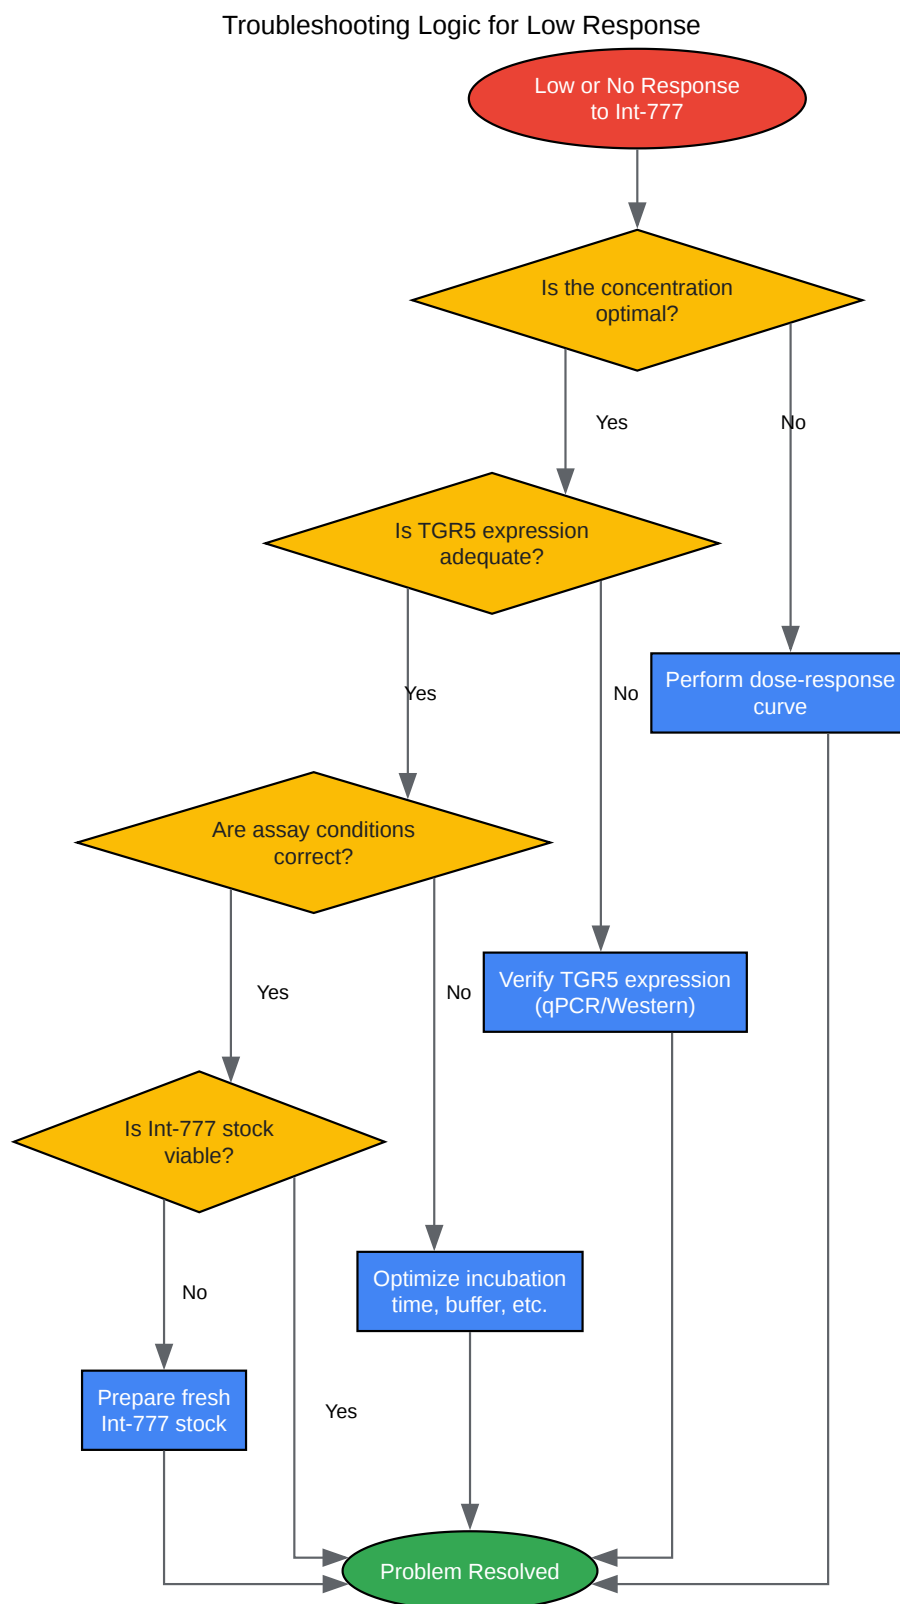 Troubleshooting Logic for Low Response
Low or No Response
to Int-777
Is the concentration
optimal?
Yes
No
Is TGR5 expression
adequate?
Perform dose-response
curve
Yes
No
Are assay conditions
correct?
Verify TGR5 expression
(qPCR/Western)
Yes
No
Is Int-777 stock
viable?
Optimize incubation
time, buffer, etc.
No
Prepare fresh
Int-777 stock
Yes
Problem Resolved